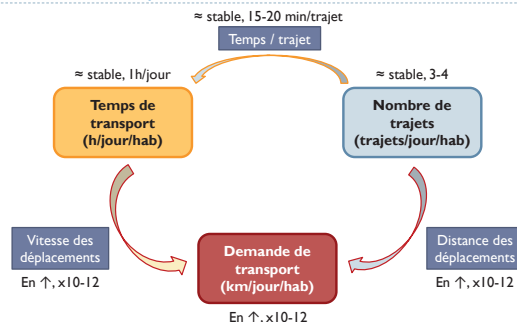 ≈ stable, 15-20 min/trajet
Temps / trajet
≈ stable, 1h/jour
≈ stable, 3-4
Temps de
transport
(h/jour/hab)
Nombre de
trajets
(trajets/jour/hab)
Vitesse des
déplacements
En ↑, x10-12
Demande de
transport
(km/jour/hab)
En ↑, x10-12
Distance des
déplacements
En ↑, x10-12